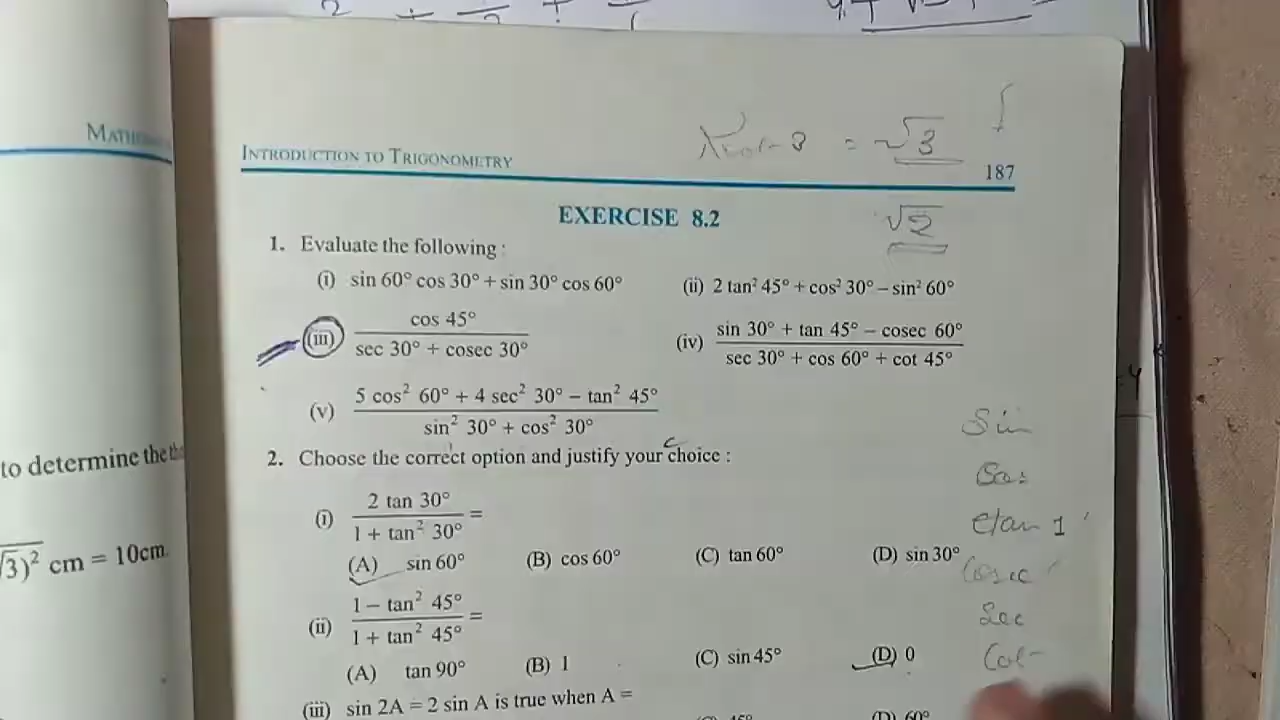 MATHE
INTRODUCTION TO TRIGONOMETRY
= √3
187
√2
EXERCISE 8.2
1. Evaluate the following :
(i) sin 60° cos 30° + sin 30° cos 60°
(ii) 2 tan² 45° + cos² 30° – sin² 60°
(iii) cos 45° / sec 30° + cosec 30°
(iv) sin 30° + tan 45° – cosec 60° / sec 30° + cos 60° + cot 45°
(v) 5 cos² 60° + 4 sec² 30° – tan² 45° / sin² 30° + cos² 30°
Sin
to determine the
2. Choose the correct option and justify your choice :
Cos
(i) 2 tan 30° / 1 + tan² 30° =
tan 1
√3)² cm = 10cm.
(A) sin 60° (B) cos 60° (C) tan 60° (D) sin 30°
Cosec
(ii) 1 – tan² 45° / 1 + tan² 45° =
Sec
(A) tan 90° (B) 1 (C) sin 45° (D) 0
Cot
(iii) sin 2A = 2 sin A is true when A =
45° (D) 60°